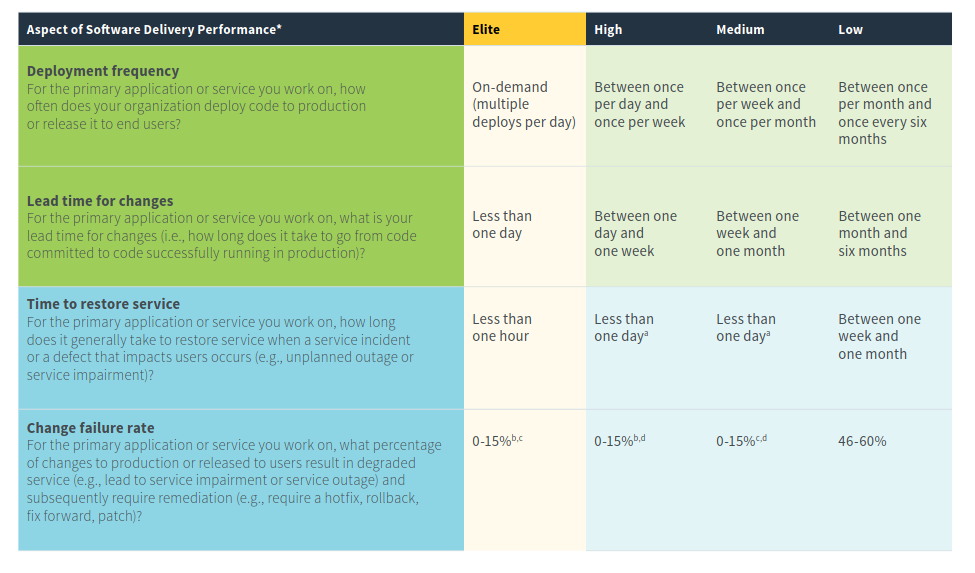 Aspect of Software Delivery Performance* Elite High Medium Low
Deployment frequency
For the primary application or service you work on, how
often does your organization deploy code to production
or release it to end users?
On-demand
(multiple
deploys per day)
Between once
per day and
once per week
Between once
per week and
once per month
Between once
per month and
once every six
months
Lead time for changes
For the primary application or service you work on, what is your
lead time for changes (i.e., how long does it take to go from code
committed to code successfully running in production)?
Less than
one day
Between one
day and
one week
Between one
week and
one month
Between one
month and
six months
Time to restore service
For the primary application or service you work on, how long
does it generally take to restore service when a service incident
or a defect that impacts users occurs (e.g., unplanned outage or
service impairment)?
Less than
one hour
Less than
one dayᵃ
Less than
one dayᵃ
Between one
week and
one month
Change failure rate
For the primary application or service you work on, what percentage
of changes to production or released to users result in degraded
service (e.g., lead to service impairment or service outage) and
subsequently require remediation (e.g., require a hotfix, rollback,
fix forward, patch)?
0-15%ᵇ,ᶜ
0-15%ᵇ,ᵈ
0-15%ᶜ,ᵈ
46-60%